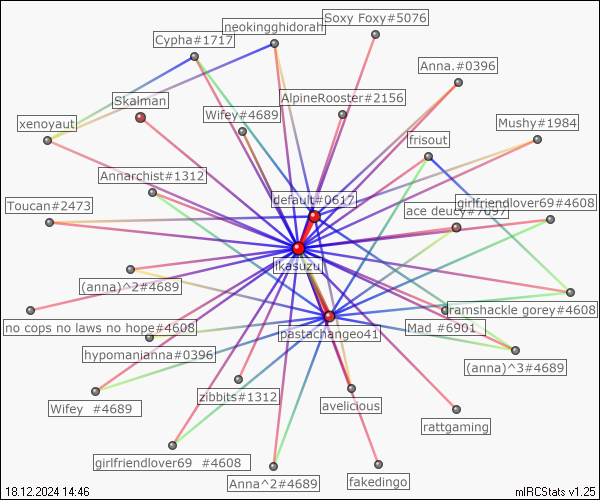 Soxy Foxy#5076
neokingghidorah
Cypha#1717
Anna.#0396
Skalman
AlpineRooster#2156
Wifey#4689
Mushy#1984
xenoyaut
frisout
Annarchist#1312
default#0617
girlfriendlover69#4608
Toucan#2473
ace deucy#7097
ikasuzu
(anna)^2#4689
ramshackle gorey#4608
no cops no laws no hope#4608
Mad #6901
pastachangeo41
hypomanianna#0396
(anna)^3#4689
zibbits#1312
avelicious
Wifey  #4689
rattgaming
girlfriendlover69  #4608
fakedingo
Anna^2#4689
18.12.2024 14:46
mIRCStats v1.25